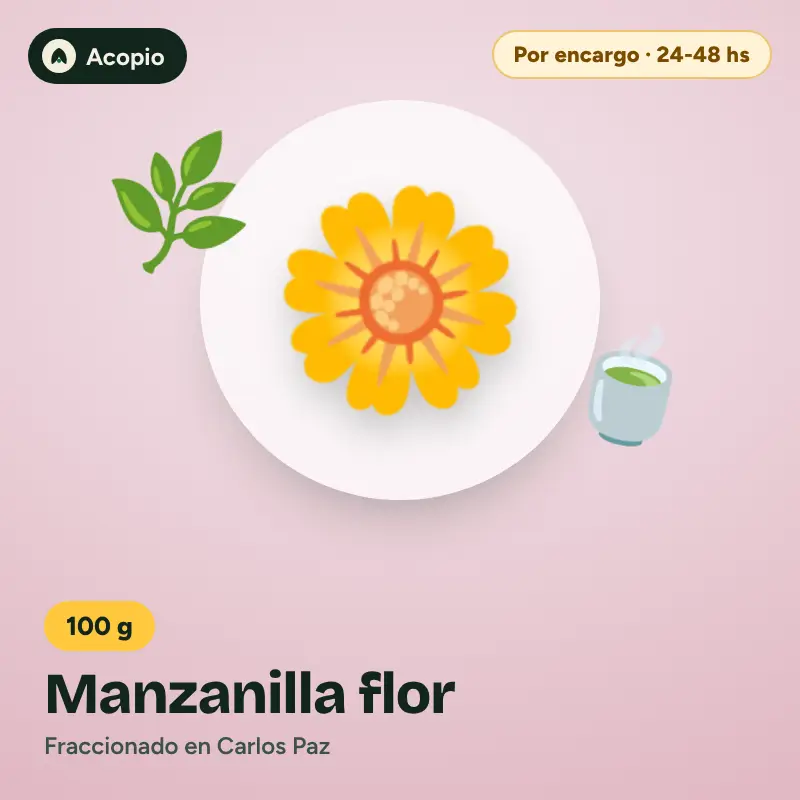 Acopio
Por encargo · 24-48 hs
100 g
Manzanilla flor
Fraccionado en Carlos Paz